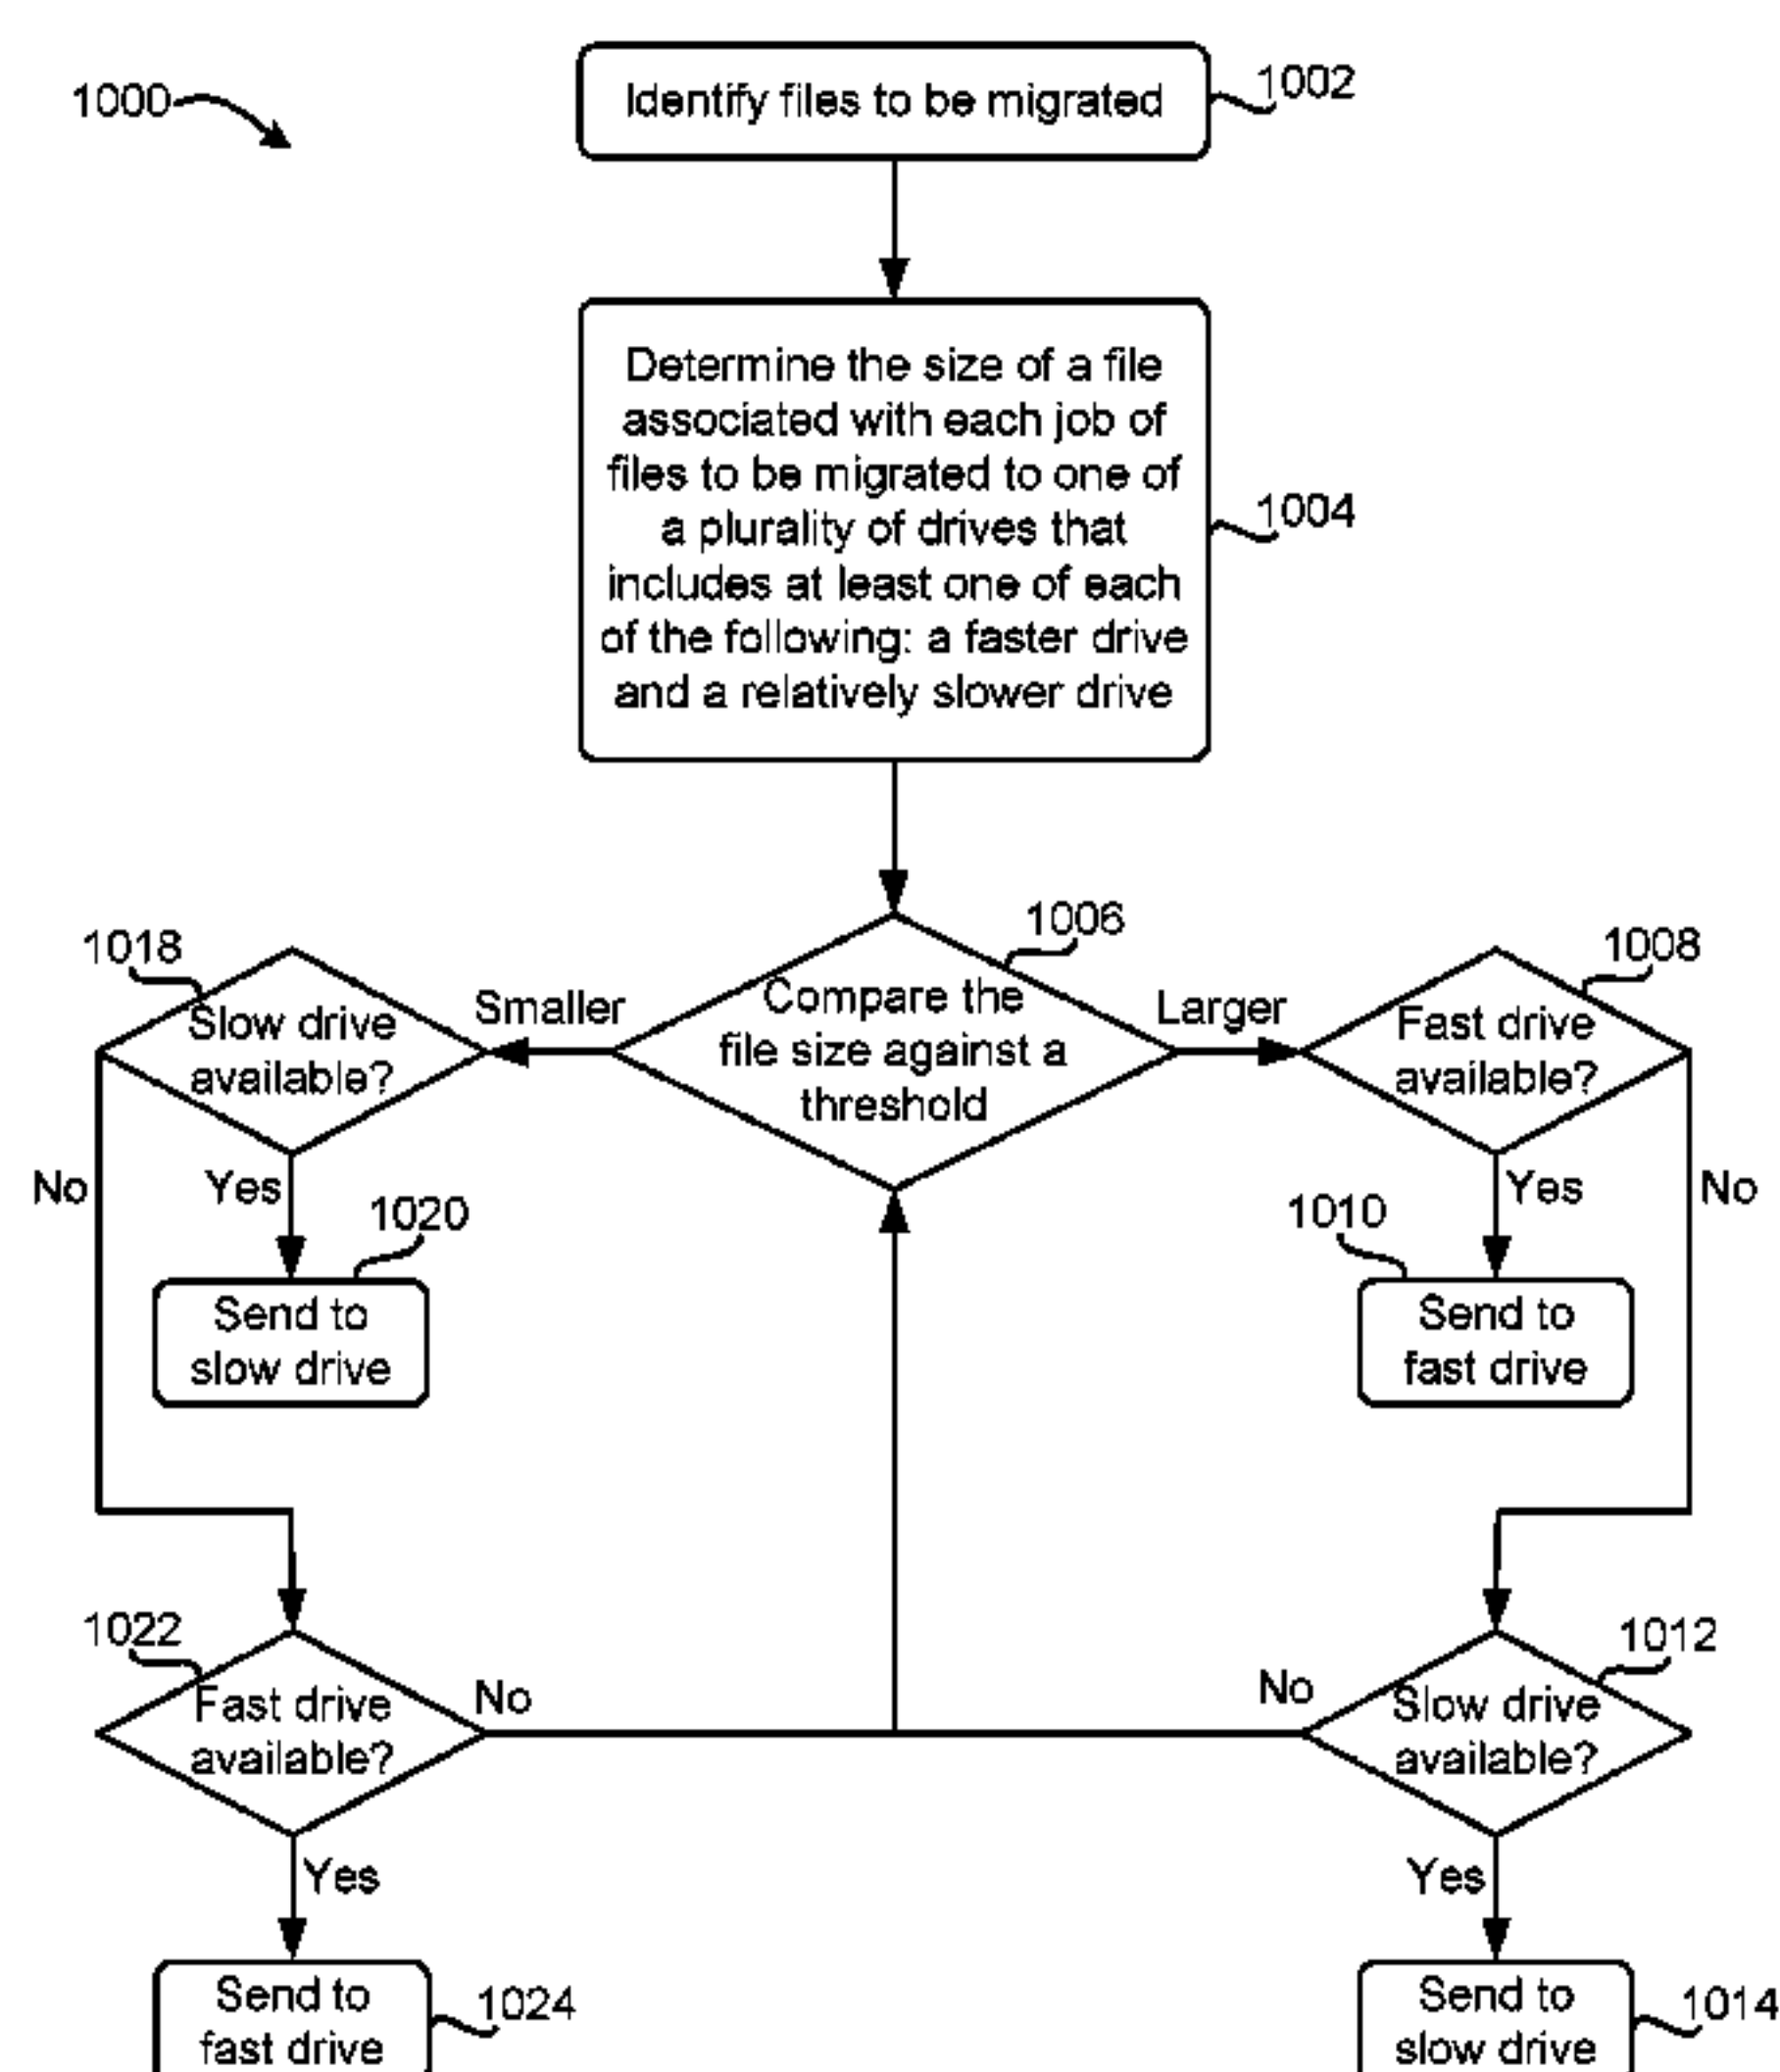 1000
Identify files to be migrated
1002
Determine the size of a file
associated with each job of
files to be migrated to one of
a plurality of drives that
includes at least one of each
of the following: a faster drive
and a relatively slower drive
1004
1006
Compare the
file size against a
threshold
Smaller
Larger
1018
Slow drive
available?
1008
Fast drive
available?
No
Yes
Yes
No
1020
Send to
slow drive
1010
Send to
fast drive
1022
Fast drive
available?
No
No
1012
Slow drive
available?
Yes
Yes
Send to
fast drive
1024
Send to
slow drive
1014